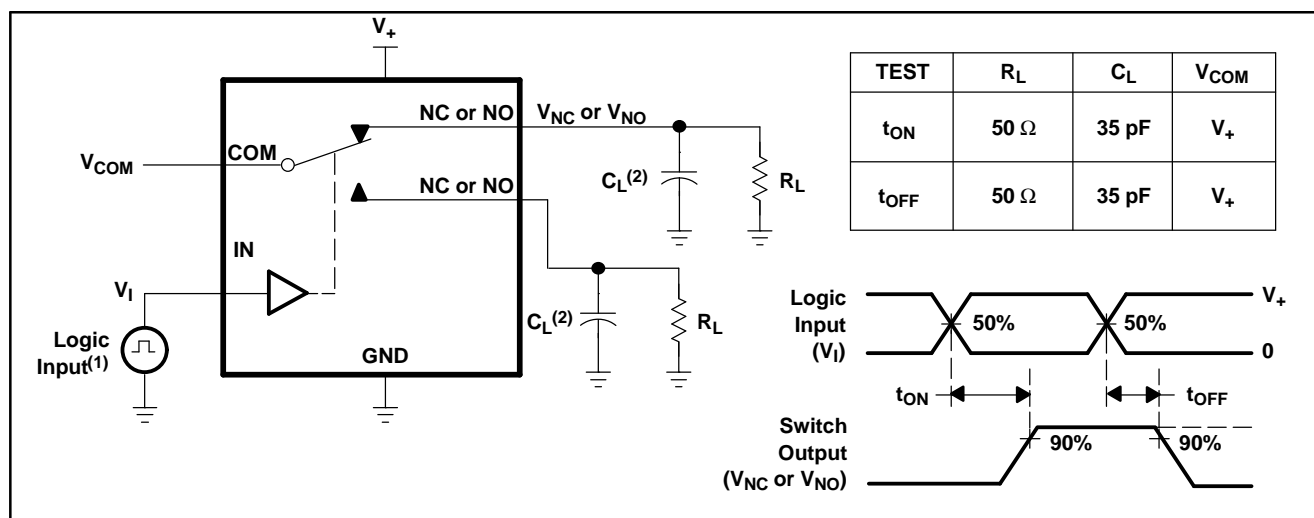 V+
NC or NO
VNC or VNO
COM
VCOM
CL(2)
RL
NC or NO
IN
VI
CL(2)
RL
Logic
Input(1)
GND
TEST RL CL VCOM
tON 50 Ω 35 pF V+
tOFF 50 Ω 35 pF V+
Logic
Input
(VI)
50%
50%
V+
0
tON
tOFF
Switch
Output
(VNC or VNO)
90%
90%